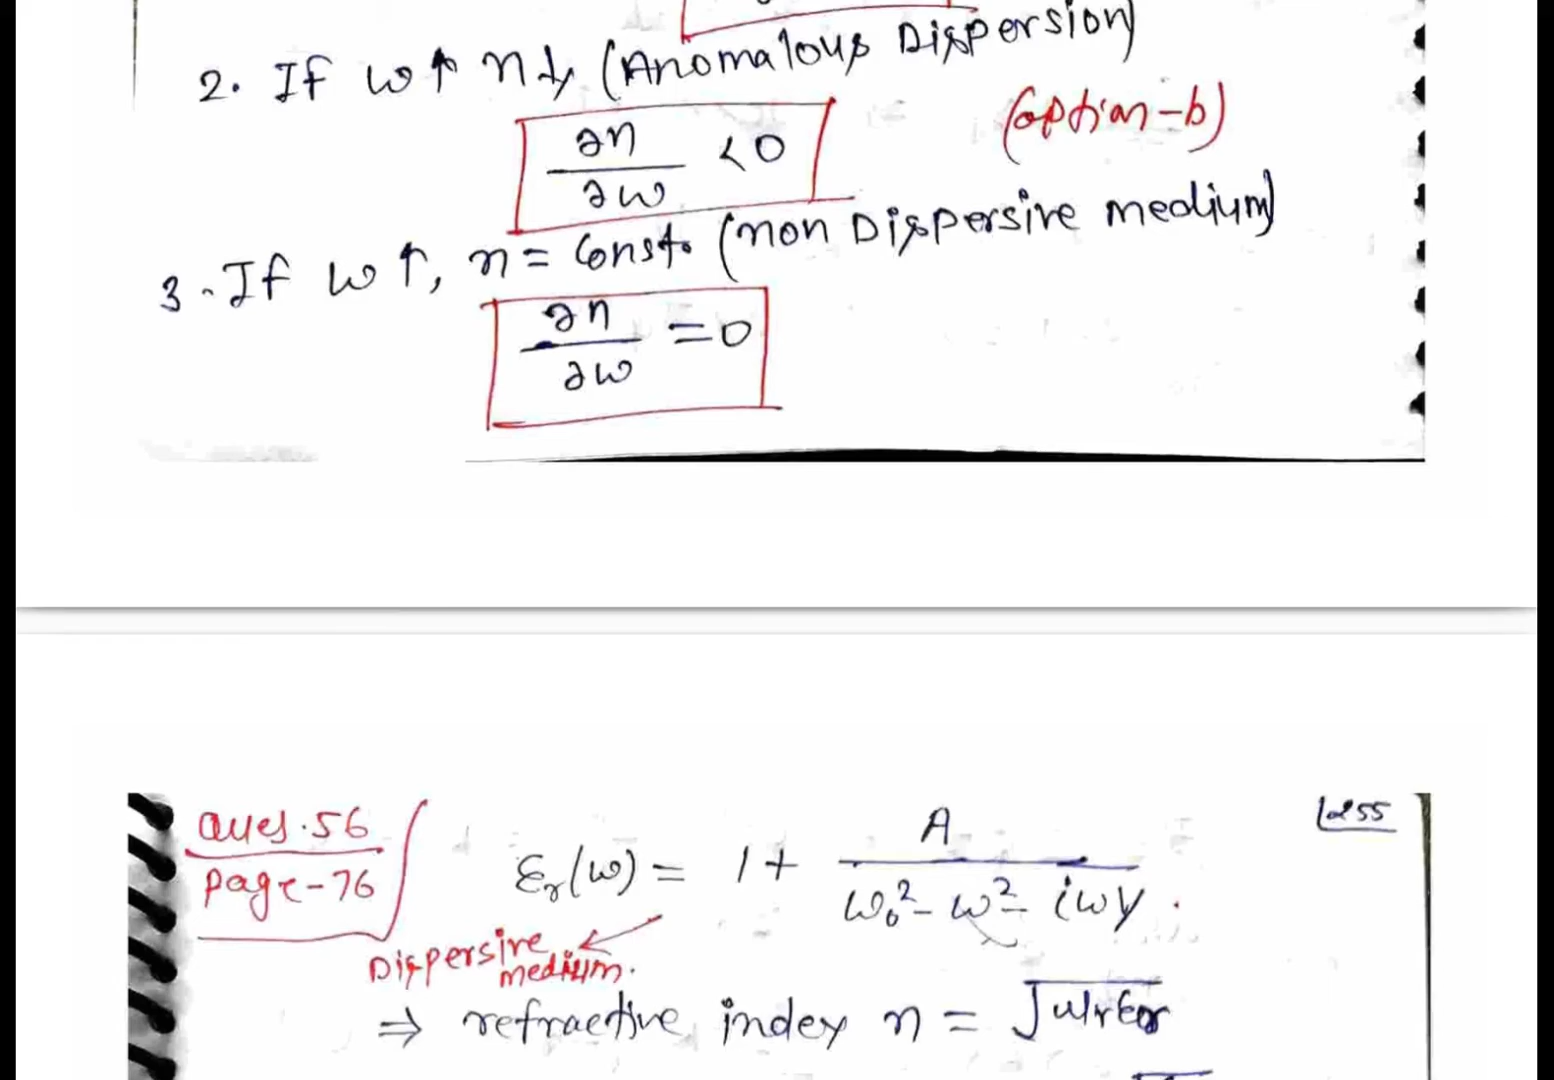 2. If ω↑ n↓ (Anomalous Dispersion)
∂n/∂ω < 0
(option-b)
3. If ω↑, n = Const. (non Dispersive medium)
∂n/∂ω = 0
Ques.56
Page-76
εr(ω) = 1 + A/(ω₀² - ω² - iωγ).
Dispersive medium.
⇒ refractive index n = √μrεr